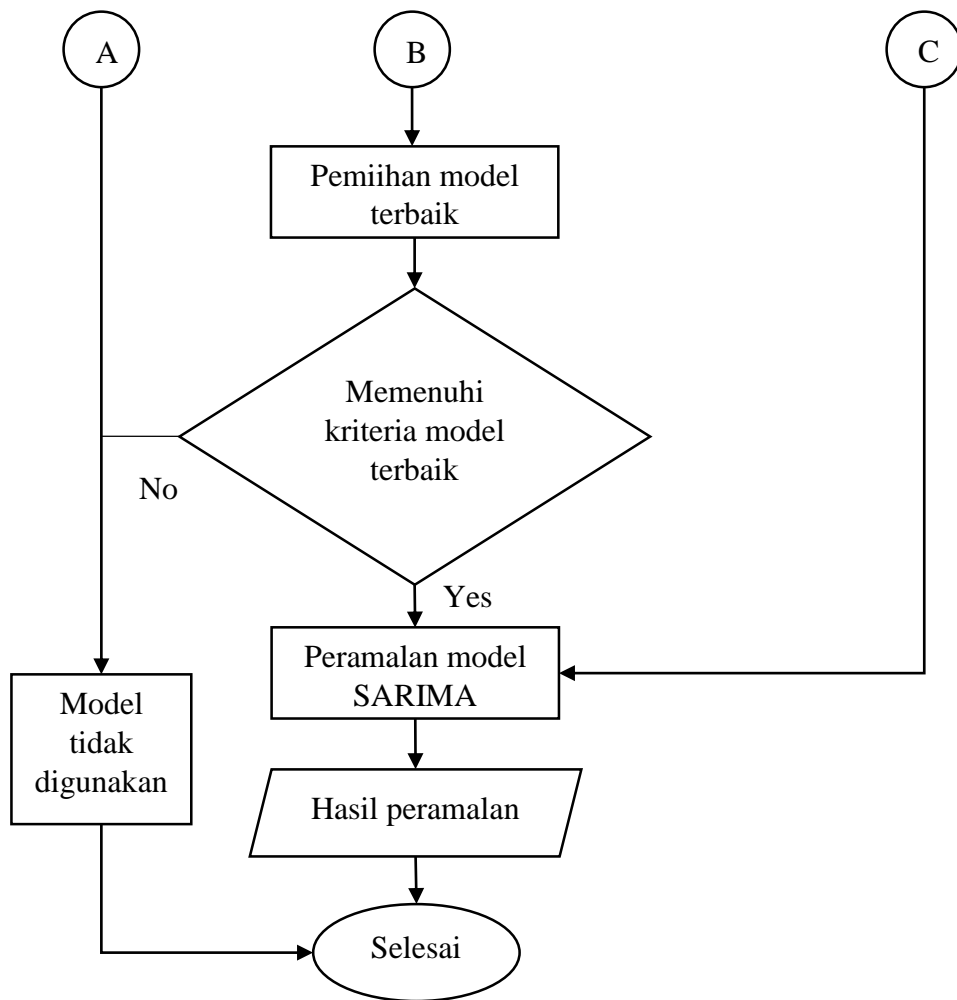 A
B
C
Pemiihan model
terbaik
Memenuhi
kriteria model
terbaik
No
Yes
Peramalan model
SARIMA
Model
tidak
digunakan
Hasil peramalan
Selesai